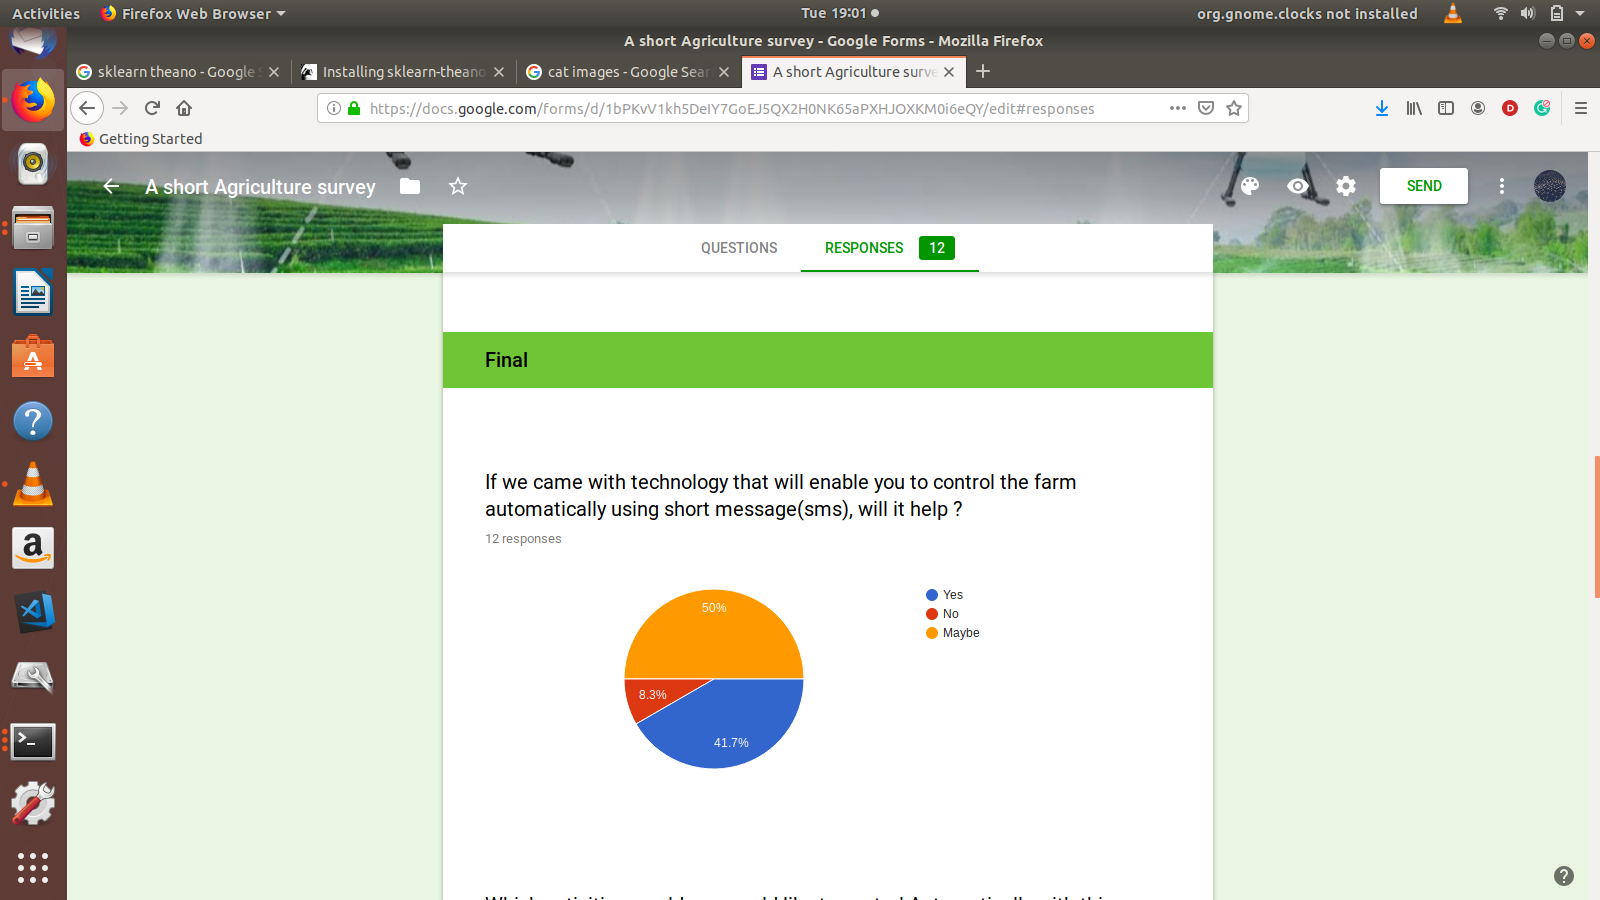 Activities
Firefox Web Browser
Tue 19:01
org.gnome.clocks not installed
A short Agriculture survey - Google Forms - Mozilla Firefox
sklearn theano - Google S
Installing sklearn-theano
cat images - Google Sear
A short Agriculture surve
https://docs.google.com/forms/d/1bPKvV1kh5DeIY7GoEJ5QX2H0NK65aPXHJOXKM0i6eQY/edit#responses
Getting Started
A short Agriculture survey
SEND
QUESTIONS
RESPONSES 12
Final
If we came with technology that will enable you to control the farm
automatically using short message(sms), will it help ?
12 responses
Yes
No
Maybe
50%
8.3%
41.7%